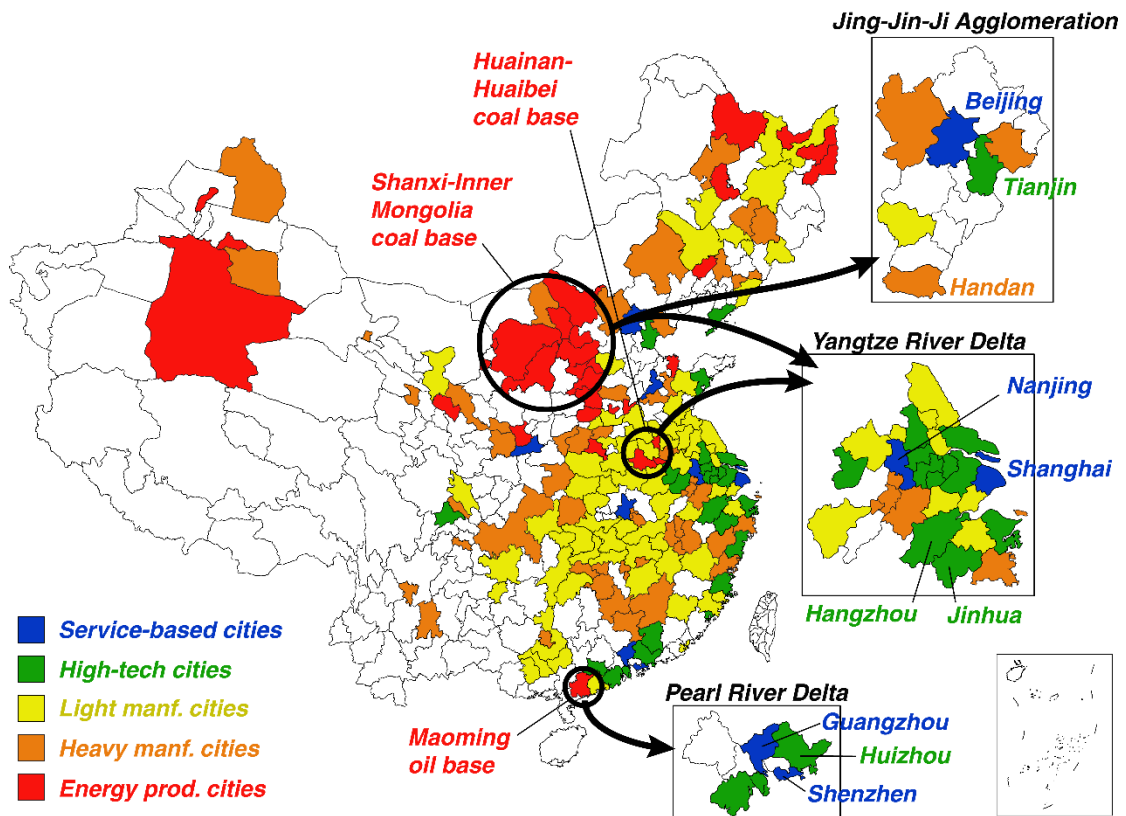 Jing-Jin-Ji Agglomeration
Huainan-
Huaibei
coal base
Beijing
Tianjin
Handan
Shanxi-Inner
Mongolia
coal base
Yangtze River Delta
Nanjing
Shanghai
Hangzhou
Jinhua
Service-based cities
High-tech cities
Light manf. cities
Heavy manf. cities
Energy prod. cities
Maoming
oil base
Pearl River Delta
Guangzhou
Huizhou
Shenzhen